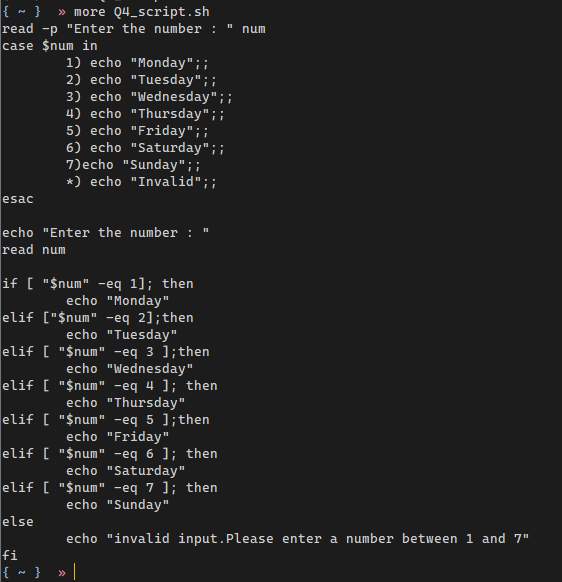 { ~ }  » more Q4_script.sh
read -p "Enter the number : " num
case $num in
        1) echo "Monday";;
        2) echo "Tuesday";;
        3) echo "Wednesday";;
        4) echo "Thursday";;
        5) echo "Friday";;
        6) echo "Saturday";;
        7)echo "Sunday";;
        *) echo "Invalid";;
esac

echo "Enter the number : "
read num

if [ "$num" -eq 1]; then
        echo "Monday"
elif ["$num" -eq 2];then
        echo "Tuesday"
elif [ "$num" -eq 3 ];then
        echo "Wednesday"
elif [ "$num" -eq 4 ]; then
        echo "Thursday"
elif [ "$num" -eq 5 ];then
        echo "Friday"
elif [ "$num" -eq 6 ]; then
        echo "Saturday"
elif [ "$num" -eq 7 ]; then
        echo "Sunday"
else
        echo "invalid input.Please enter a number between 1 and 7"
fi
{ ~ }  »